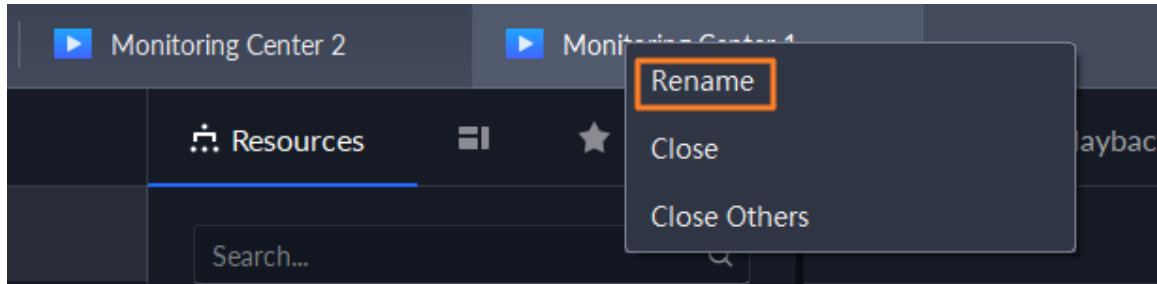 Monitoring Center 2
Rename
Close
Close Others
Resources
Search...